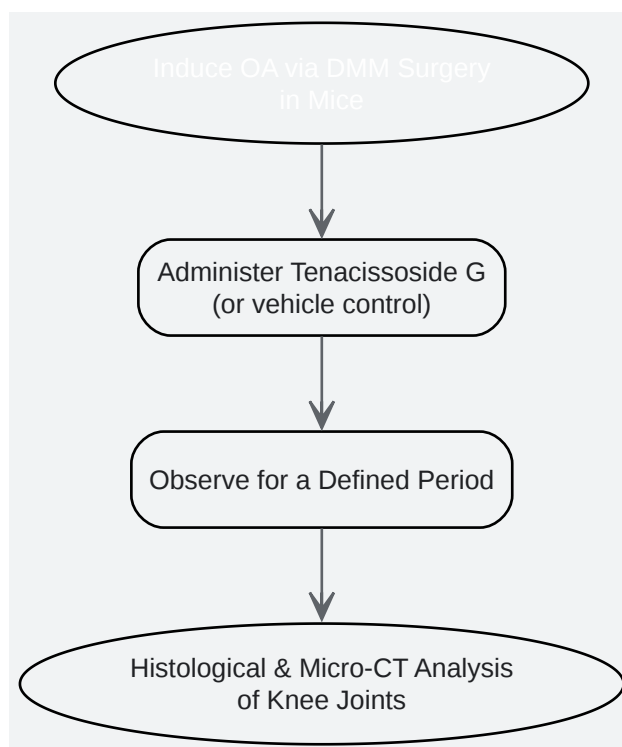 Induce OA via DMM Surgery
in Mice
Administer Tenacissoside G
(or vehicle control)
Observe for a Defined Period
Histological & Micro-CT Analysis
of Knee Joints